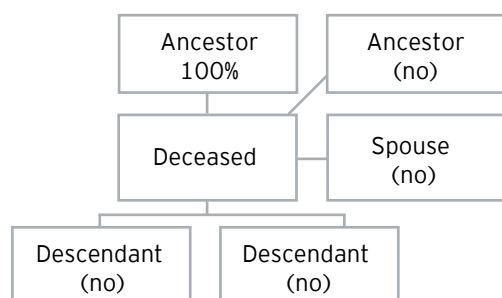 Ancestor
100%
Ancestor
(no)
Deceased
Spouse
(no)
Descendant
(no)
Descendant
(no)